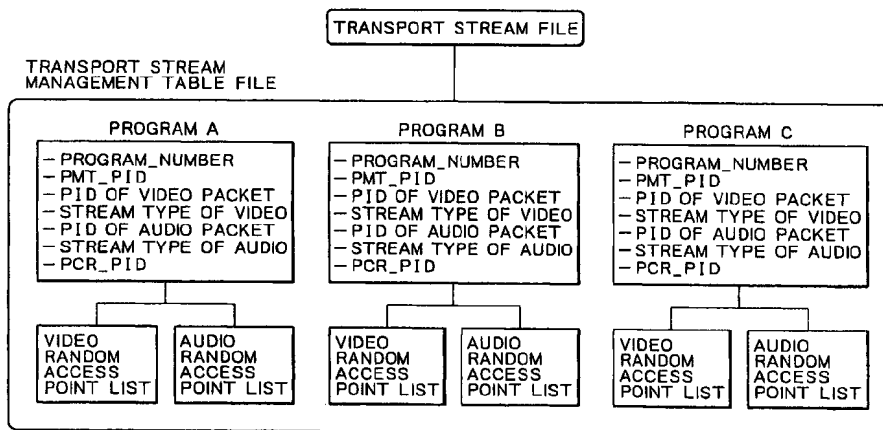 TRANSPORT STREAM FILE
TRANSPORT STREAM
MANAGEMENT TABLE FILE
PROGRAM A
– PROGRAM_NUMBER
– PMT_PID
– PID OF VIDEO PACKET
– STREAM TYPE OF VIDEO
– PID OF AUDIO PACKET
– STREAM TYPE OF AUDIO
– PCR_PID
VIDEO
RANDOM
ACCESS
POINT LIST
AUDIO
RANDOM
ACCESS
POINT LIST
PROGRAM B
– PROGRAM_NUMBER
– PMT_PID
– PID OF VIDEO PACKET
– STREAM TYPE OF VIDEO
– PID OF AUDIO PACKET
– STREAM TYPE OF AUDIO
– PCR_PID
VIDEO
RANDOM
ACCESS
POINT LIST
AUDIO
RANDOM
ACCESS
POINT LIST
PROGRAM C
– PROGRAM_NUMBER
– PMT_PID
– PID OF VIDEO PACKET
– STREAM TYPE OF VIDEO
– PID OF AUDIO PACKET
– STREAM TYPE OF AUDIO
– PCR_PID
VIDEO
RANDOM
ACCESS
POINT LIST
AUDIO
RANDOM
ACCESS
POINT LIST